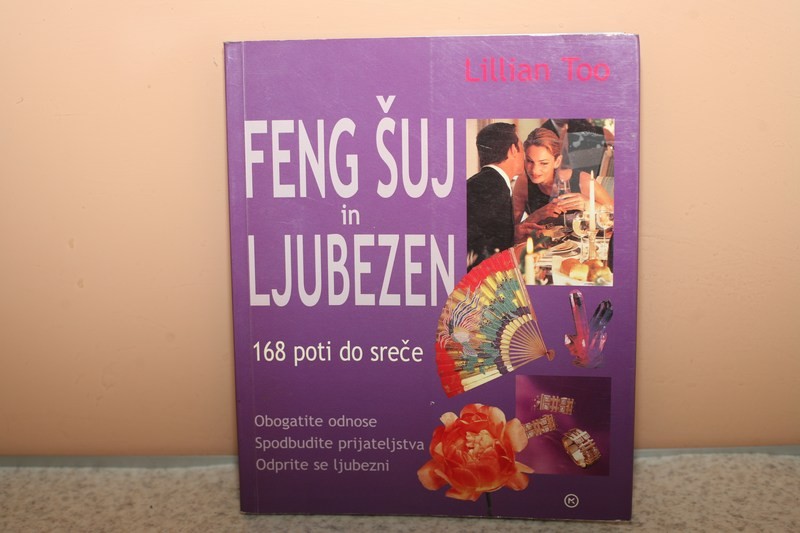 Lillian Too
FENG ŠUJ
in
LJUBEZEN
168 poti do sreče
Obogatite odnose
Spodbudite prijateljstva
Odprite se ljubezni